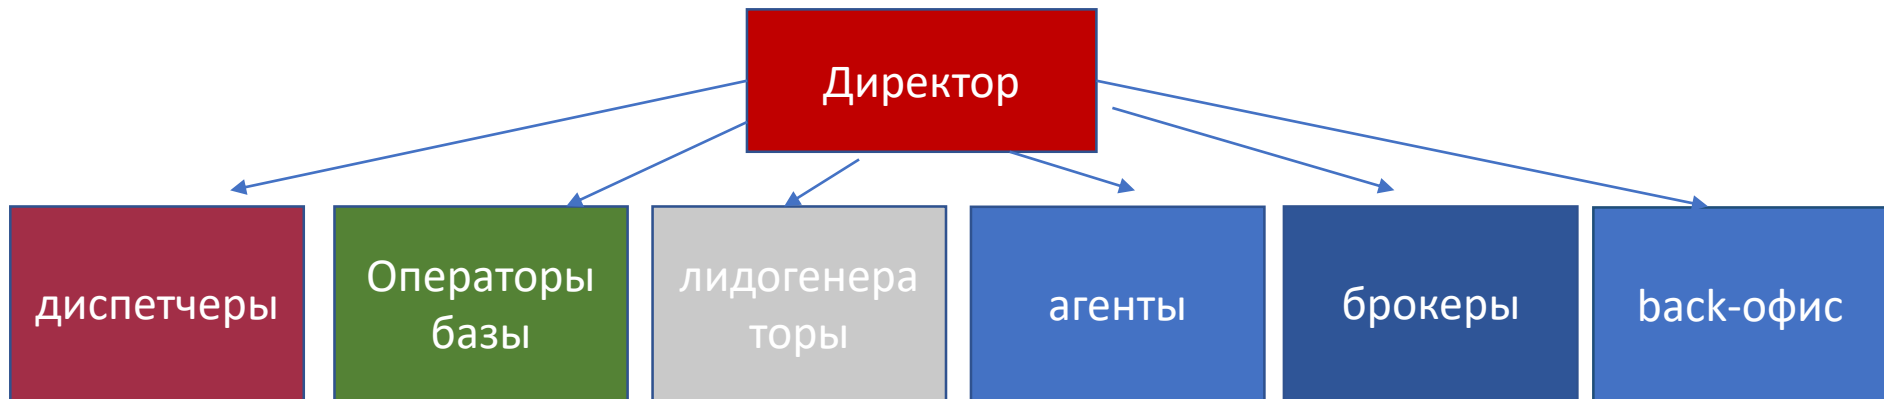 Директор
диспетчеры
Операторы
базы
лидогенера
торы
агенты
брокеры
back-офис